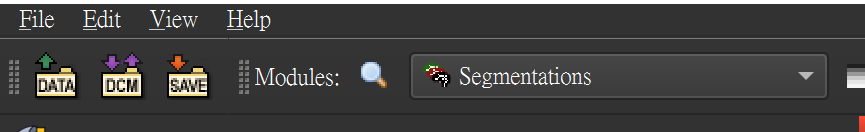 File Edit View Help
DATA DCM SAVE Modules: Segmentations